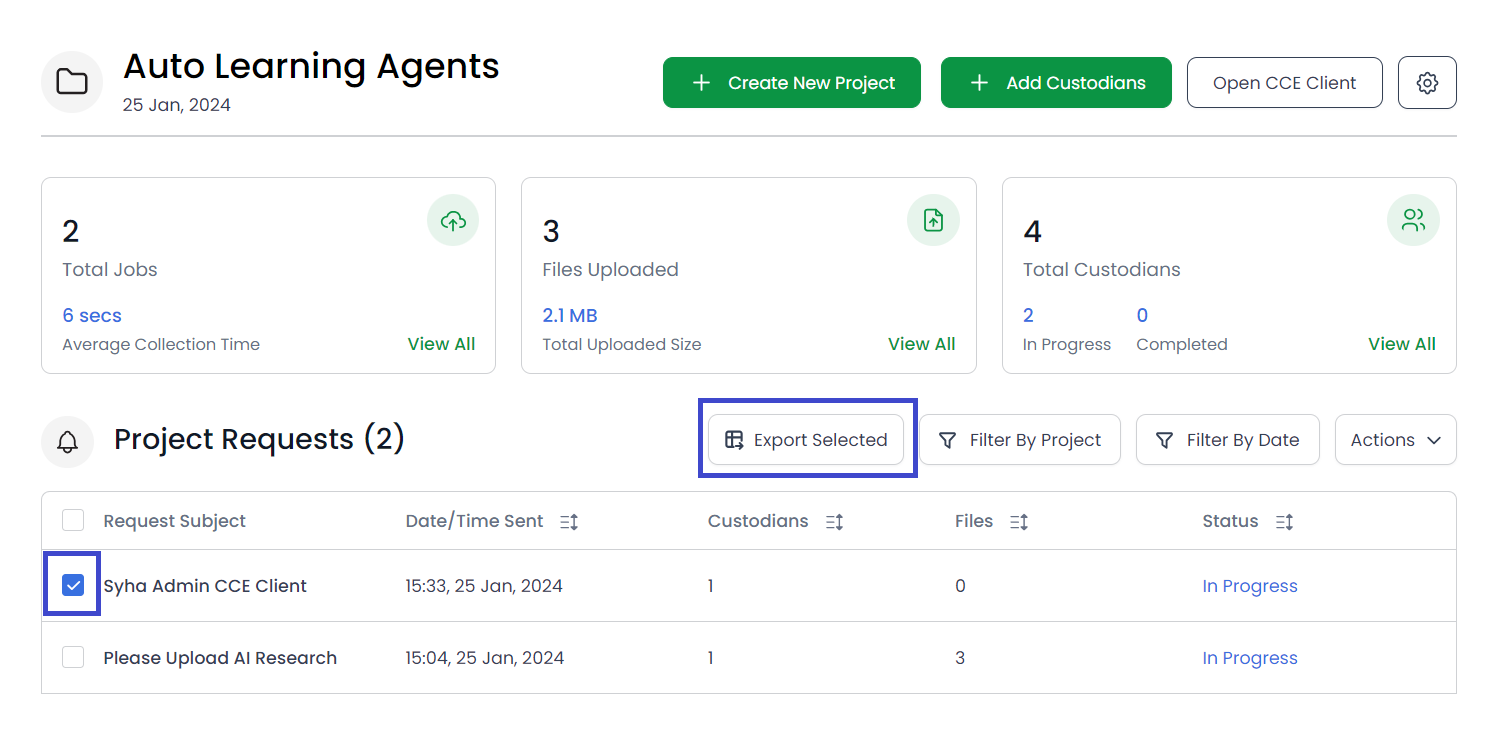 Auto Learning Agents
25 Jan, 2024
Create New Project
Add Custodians
Open CCE Client
2
Total Jobs
6 secs
Average Collection Time
View All
3
Files Uploaded
2.1 MB
Total Uploaded Size
View All
4
Total Custodians
2 0
In Progress Completed
View All
Project Requests (2)
Export Selected
Filter By Project
Filter By Date
Actions
Request Subject Date/Time Sent Custodians Files Status
Syha Admin CCE Client 15:33, 25 Jan, 2024 1 0 In Progress
Please Upload AI Research 15:04, 25 Jan, 2024 1 3 In Progress